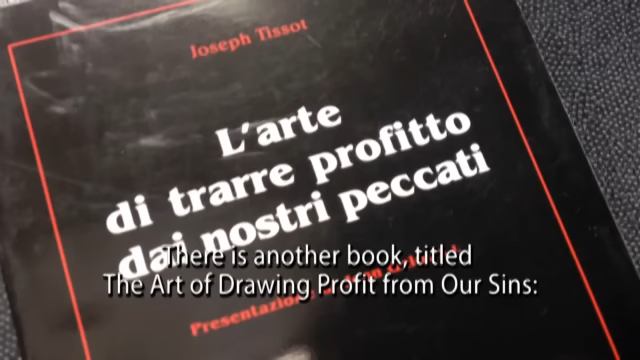 Joseph Tissot
L'arte
di trarre profitto
dai nostri peccati
Presentazione
There is another book, titled
The Art of Drawing Profit from Our Sins: